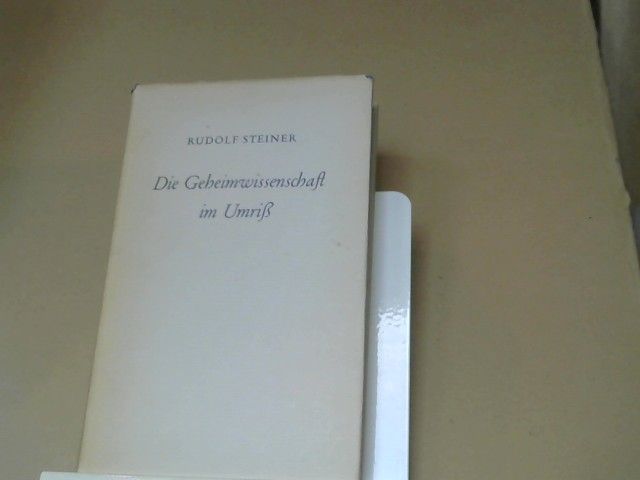 RUDOLF STEINER
Die Geheimwissenschaft
im Umriß